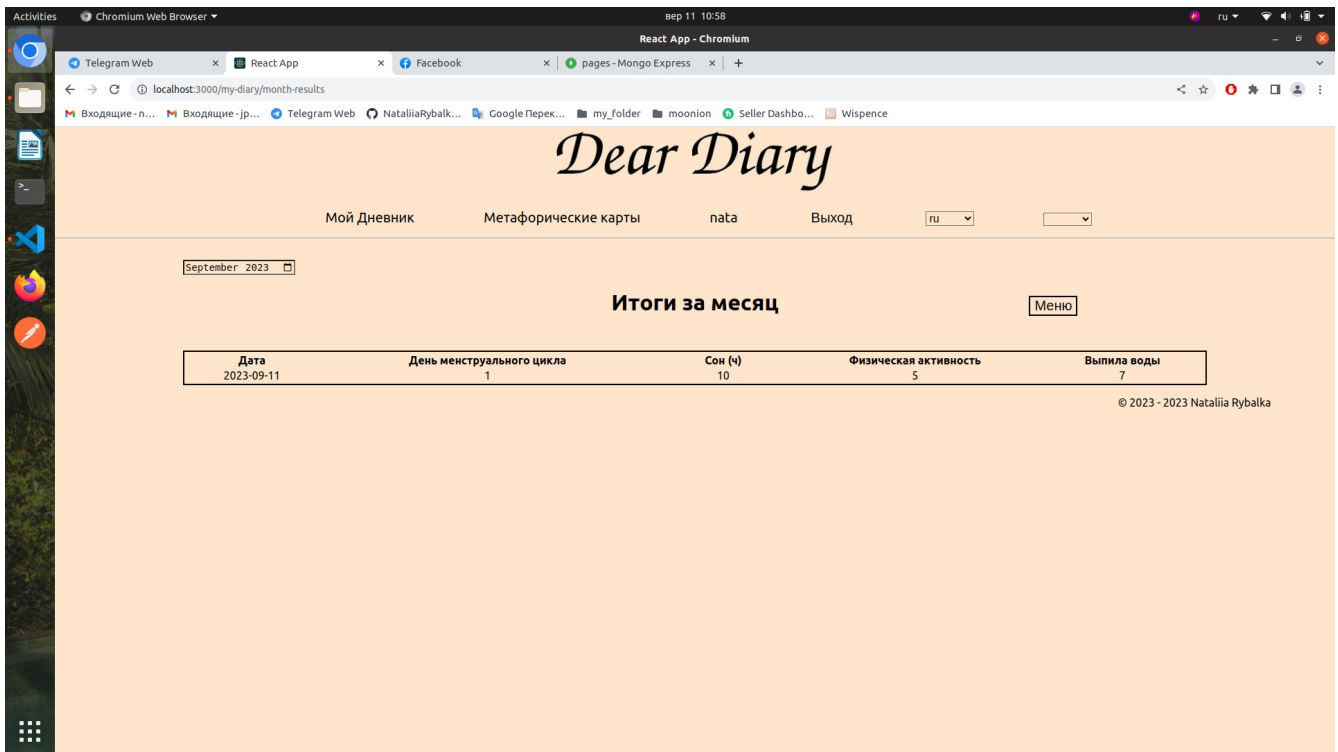 Activities Chromium Web Browser вер 11 10:58 ru
React App - Chromium
Telegram Web React App Facebook pages - Mongo Express
localhost:3000/my-diary/month-results
Входящие - n... Входящие - jp... Telegram Web NataliiaRybalk... Google Перек... my_folder moonion Seller Dashbo... Wispence
Dear Diary
Мой Дневник Метафорические карты nata Выход ru
September 2023
Итоги за месяц Меню
Дата День менструального цикла Сон (ч) Физическая активность Выпила воды
2023-09-11 1 10 5 7
© 2023 - 2023 Nataliia Rybalka